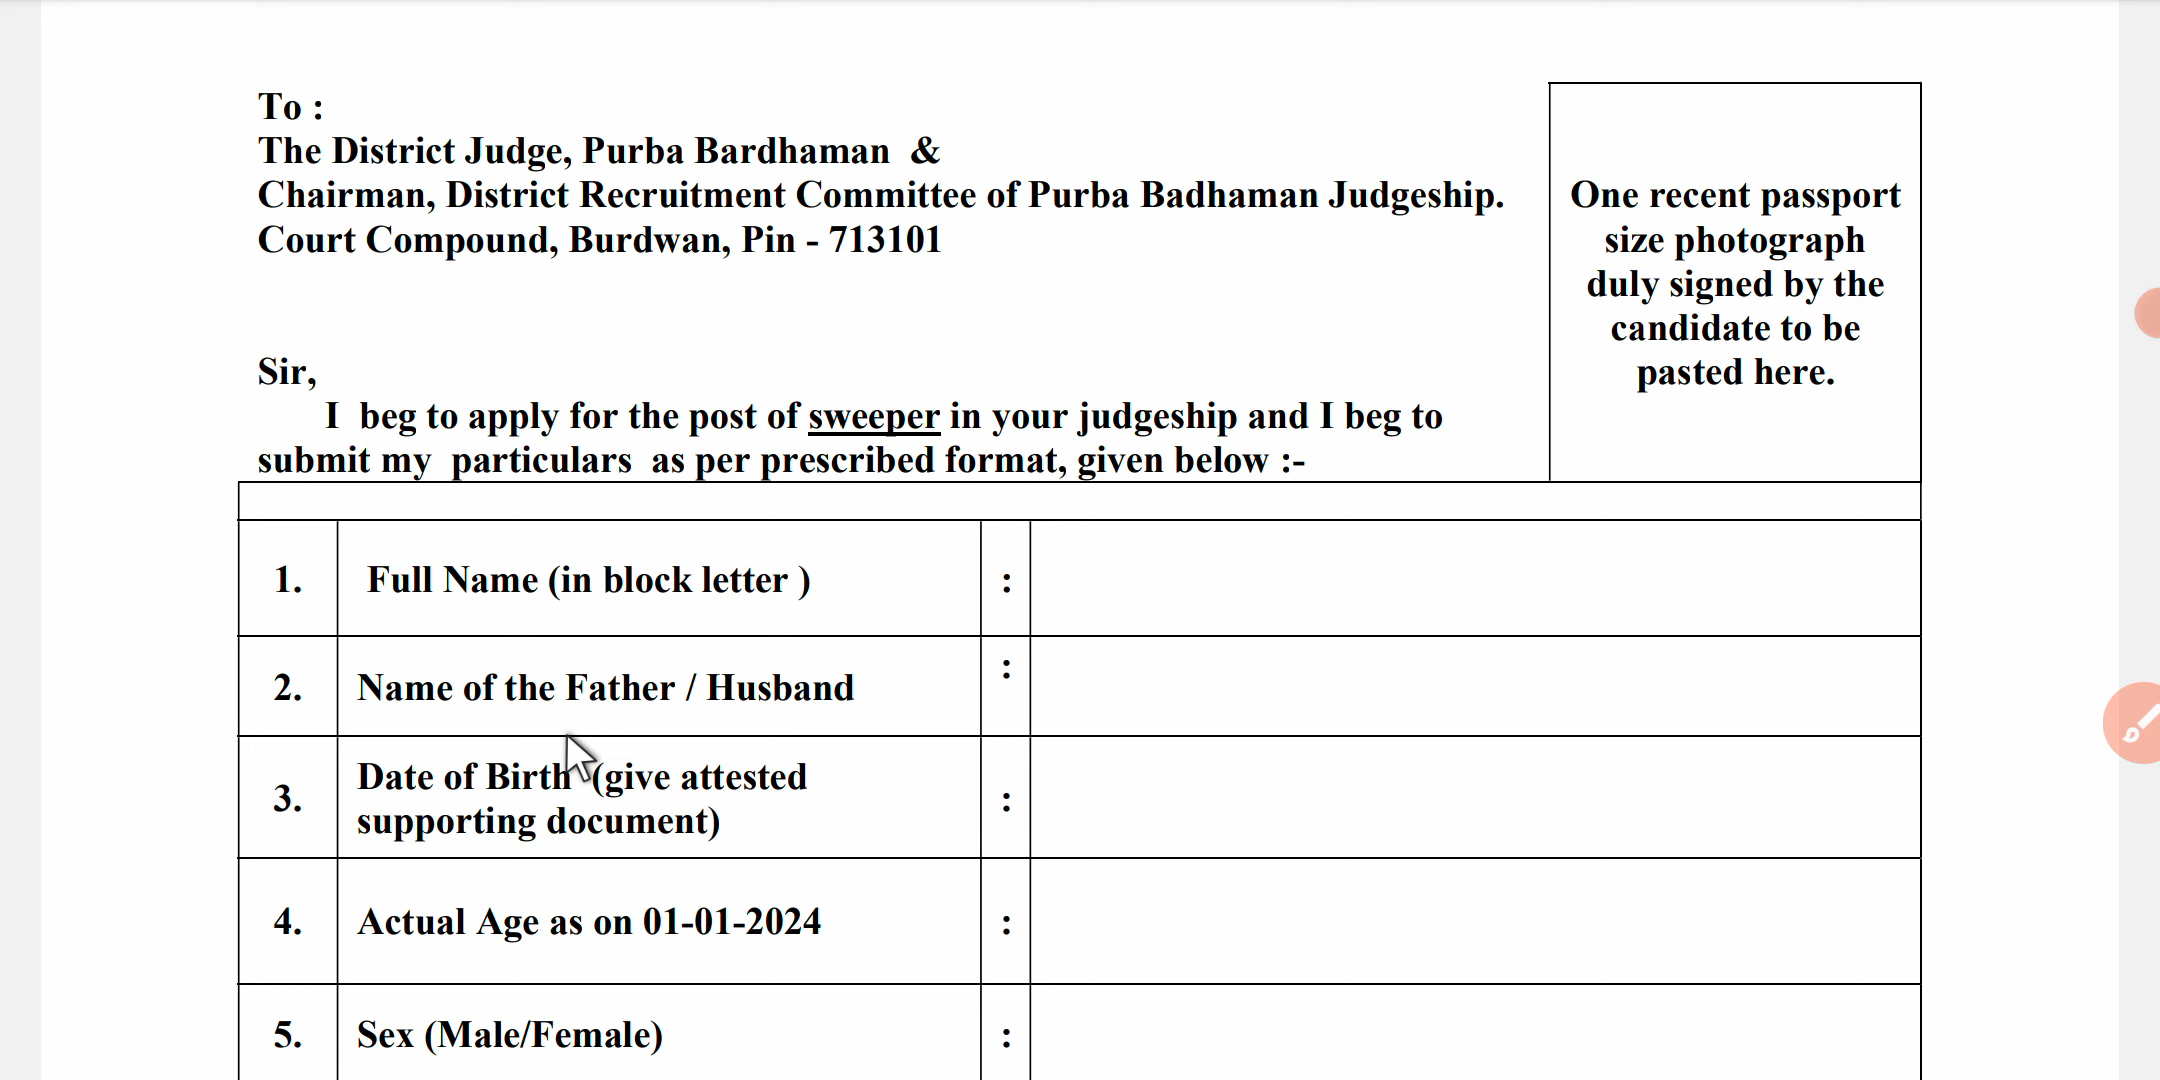 To :
The District Judge, Purba Bardhaman &
Chairman, District Recruitment Committee of Purba Badhaman Judgeship.
Court Compound, Burdwan, Pin - 713101
One recent passport
size photograph
duly signed by the
candidate to be
pasted here.
Sir,
I beg to apply for the post of sweeper in your judgeship and I beg to
submit my particulars as per prescribed format, given below :-
1. Full Name (in block letter ) :
2. Name of the Father / Husband :
3. Date of Birth (give attested
supporting document) :
4. Actual Age as on 01-01-2024 :
5. Sex (Male/Female) :